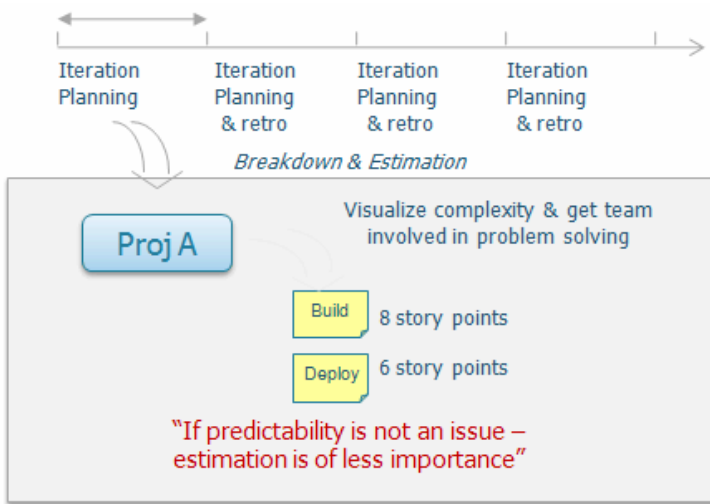 Iteration
Planning
Iteration
Planning
& retro
Iteration
Planning
& retro
Iteration
Planning
& retro
Breakdown & Estimation
Visualize complexity & get team
involved in problem solving
Proj A
Build
8 story points
Deploy
6 story points
“If predictability is not an issue –
estimation is of less importance”